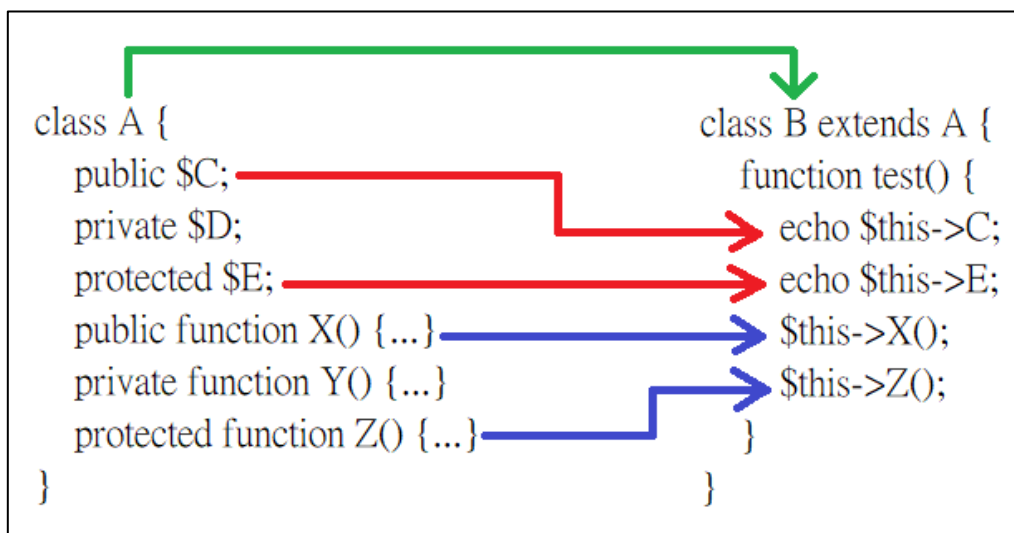 class A {
public $C;
private $D;
protected $E;
public function X() {...}
private function Y() {...}
protected function Z() {...}
}
class B extends A {
function test() {
echo $this->C;
echo $this->E;
$this->X();
$this->Z();
}
}